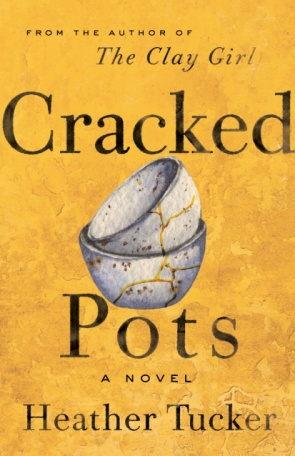 FROM THE AUTHOR OF
The Clay Girl
Cracked
Pots
A NOVEL
Heather Tucker